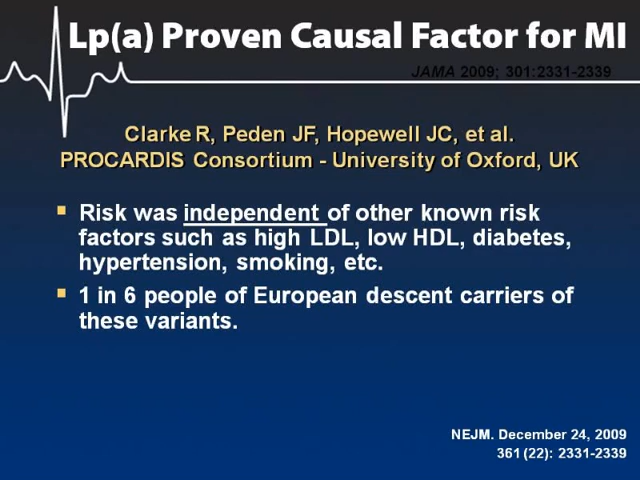 Lp(a) Proven Causal Factor for MI
JAMA 2009; 301:2331-2339
Clarke R, Peden JF, Hopewell JC, et al.
PROCARDIS Consortium - University of Oxford, UK
▪ Risk was independent of other known risk
factors such as high LDL, low HDL, diabetes,
hypertension, smoking, etc.
▪ 1 in 6 people of European descent carriers of
these variants.
NEJM. December 24, 2009
361 (22): 2331-2339